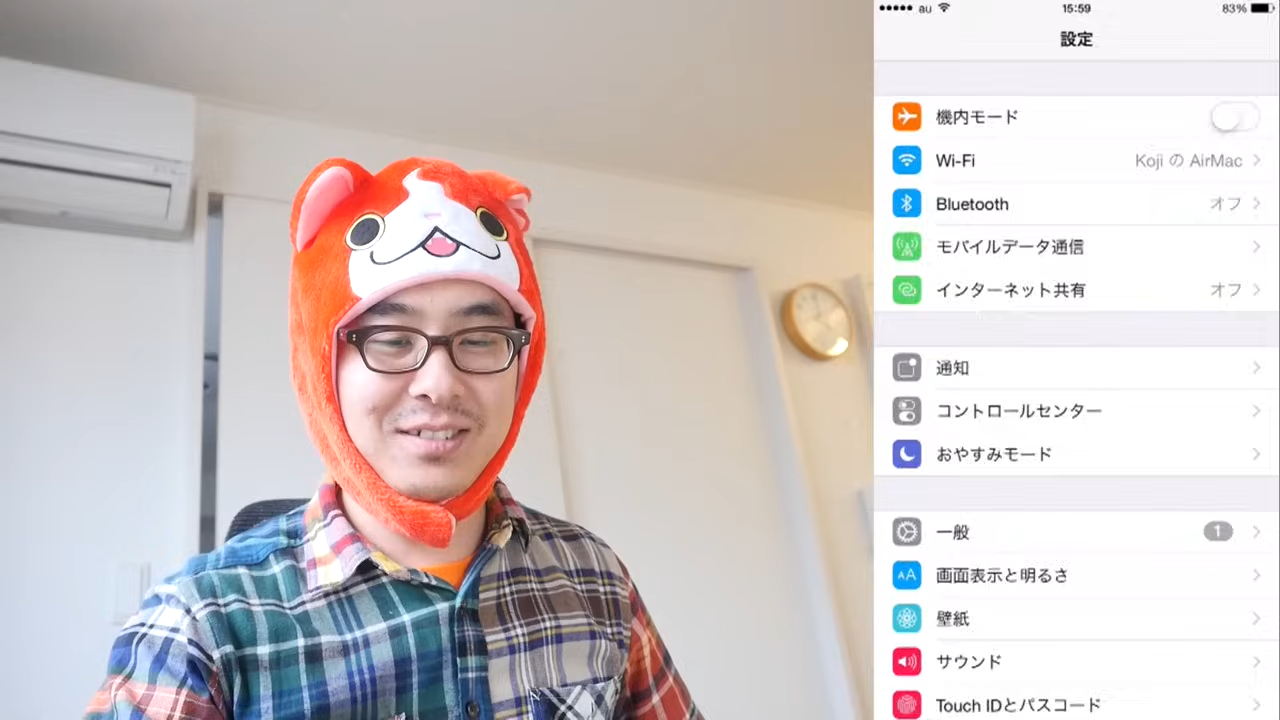 au 15:59 83%
設定
機内モード
Wi-Fi Koji の AirMac
Bluetooth オフ
モバイルデータ通信
インターネット共有 オフ
通知
コントロールセンター
おやすみモード
一般 1
AA 画面表示と明るさ
壁紙
サウンド
Touch IDとパスコード